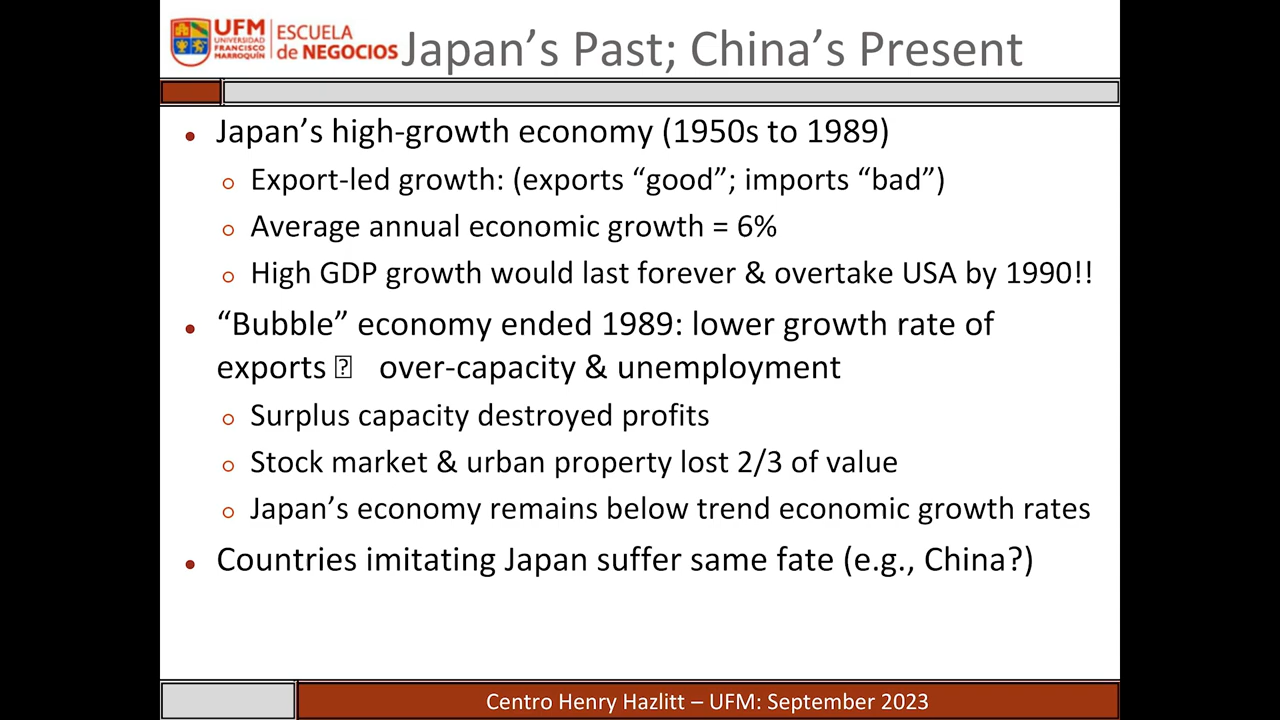 UFM
UNIVERSIDAD
FRANCISCO
MARROQUÍN
ESCUELA
de NEGOCIOS
Japan’s Past; China’s Present
Japan’s high-growth economy (1950s to 1989)
Export-led growth: (exports “good”; imports “bad”)
Average annual economic growth = 6%
High GDP growth would last forever & overtake USA by 1990!!
“Bubble” economy ended 1989: lower growth rate of
exports ⍰ over-capacity & unemployment
Surplus capacity destroyed profits
Stock market & urban property lost 2/3 of value
Japan’s economy remains below trend economic growth rates
Countries imitating Japan suffer same fate (e.g., China?)
Centro Henry Hazlitt – UFM: September 2023